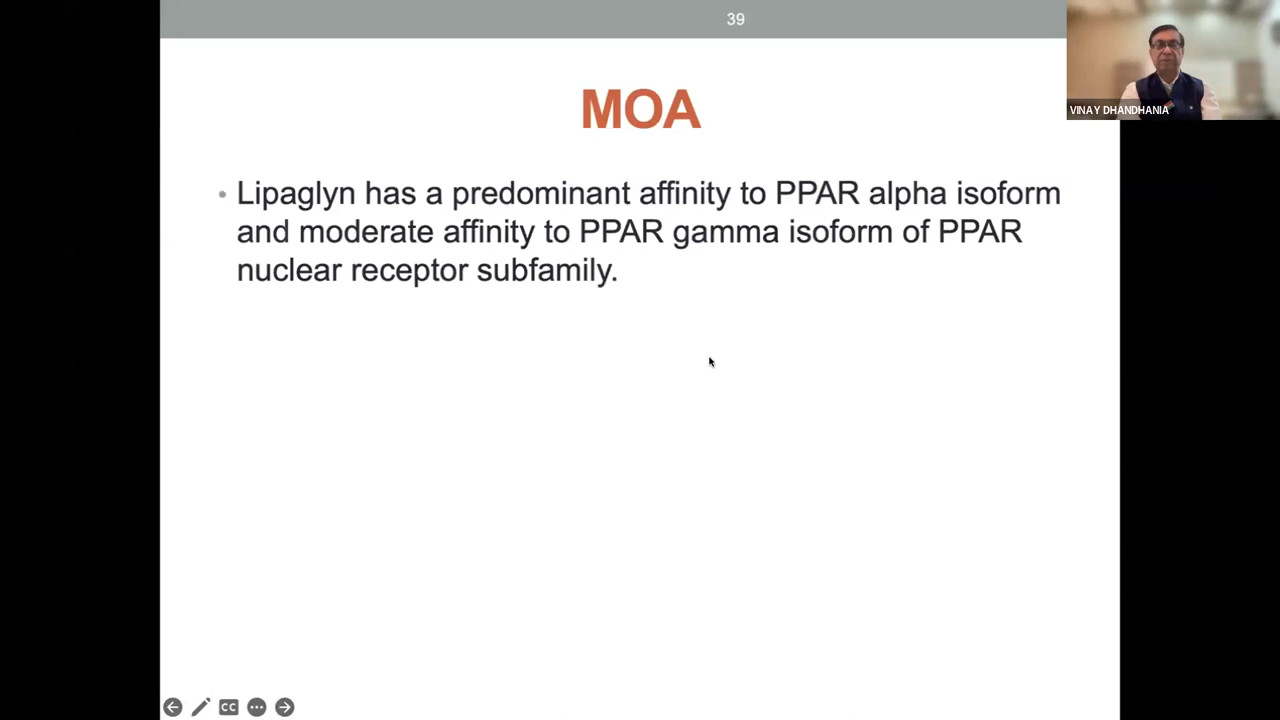 39
MOA
VINAY DHANDHANIA
• Lipaglyn has a predominant affinity to PPAR alpha isoform
and moderate affinity to PPAR gamma isoform of PPAR
nuclear receptor subfamily.
CC